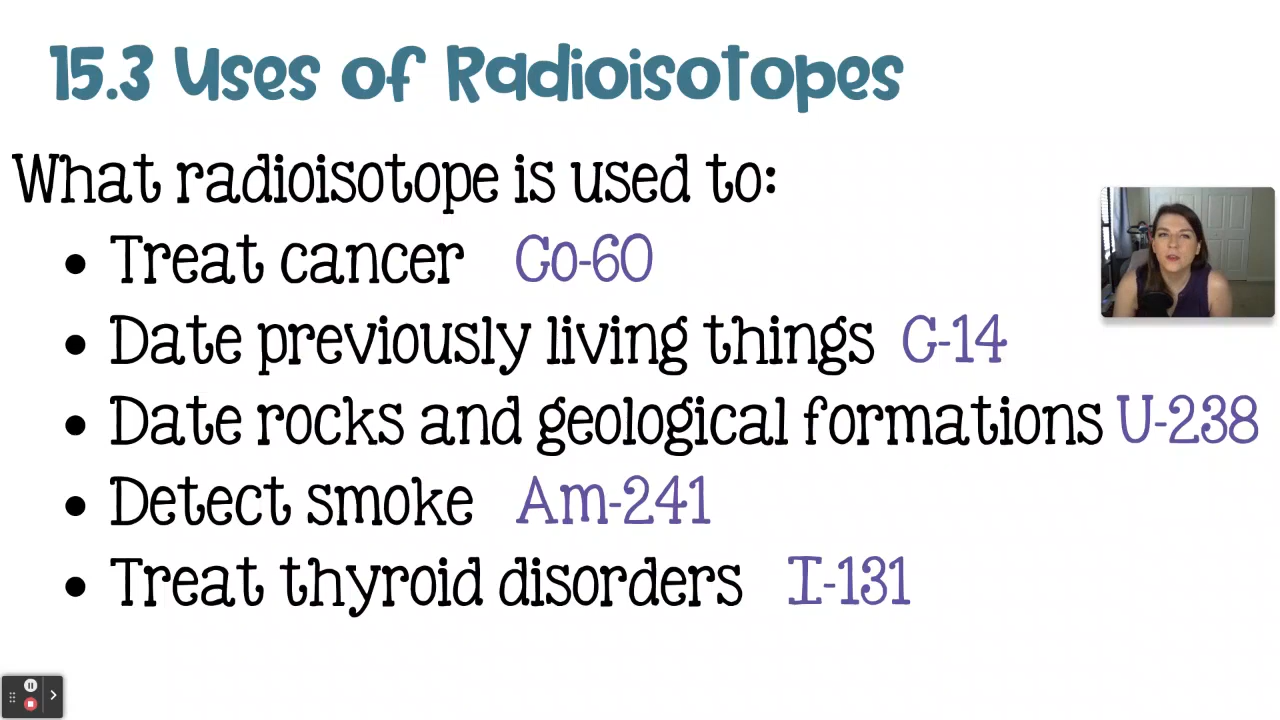 15.3 Uses of Radioisotopes
What radioisotope is used to:
• Treat cancer Co-60
• Date previously living things C-14
• Date rocks and geological formations U-238
• Detect smoke Am-241
• Treat thyroid disorders I-131